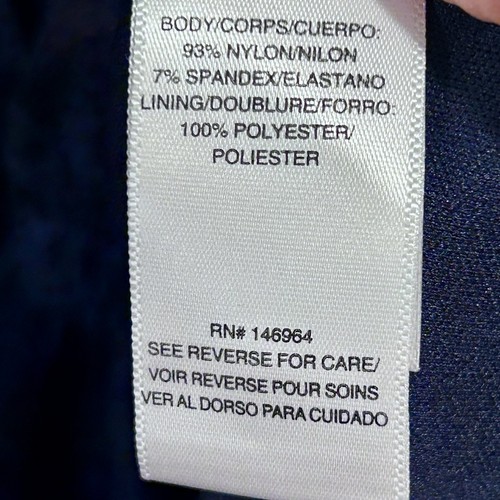 BODY/CORPS/CUERPO:
93% NYLON/NILON
7% SPANDEX/ELASTANO
LINING/DOUBLURE/FORRO:
100% POLYESTER/
POLIESTER
RN# 146964
SEE REVERSE FOR CARE/
VOIR REVERSE POUR SOINS
VER AL DORSO PARA CUIDADO